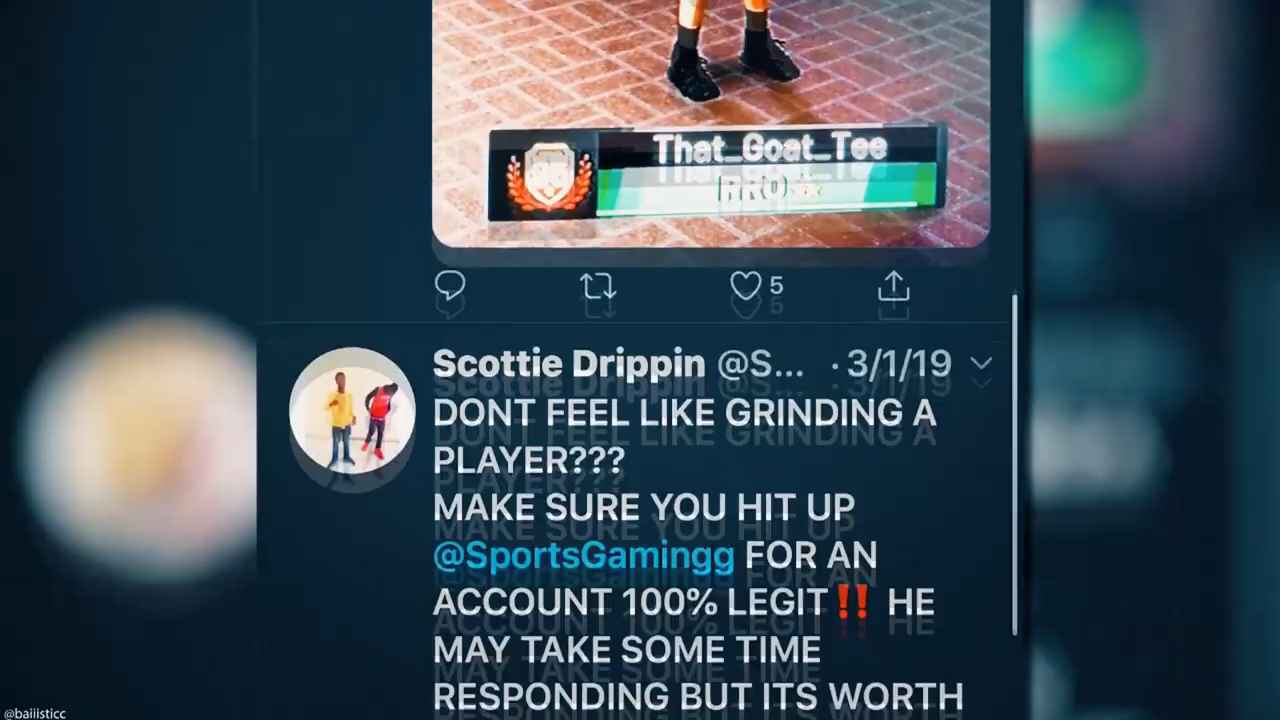 That_Goat_Tee
PRO
5
Scottie Drippin @S... · 3/1/19
DONT FEEL LIKE GRINDING A
PLAYER???
MAKE SURE YOU HIT UP
@SportsGamingg FOR AN
ACCOUNT 100% LEGIT‼️ HE
MAY TAKE SOME TIME
RESPONDING BUT ITS WORTH
@baiiisticc